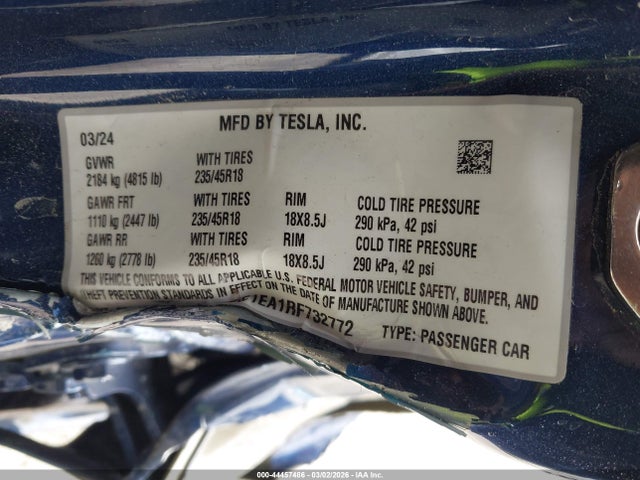 MFD BY TESLA, INC.
03/24
GVWR WITH TIRES
2184 kg (4815 lb) 235/45R18
GAWR FRT WITH TIRES RIM COLD TIRE PRESSURE
1110 kg (2447 lb) 235/45R18 18X8.5J 290 kPa, 42 psi
GAWR RR WITH TIRES RIM COLD TIRE PRESSURE
1260 kg (2778 lb) 235/45R18 18X8.5J 290 kPa, 42 psi
THIS VEHICLE CONFORMS TO ALL APPLICABLE U.S. FEDERAL MOTOR VEHICLE SAFETY, BUMPER, AND
THEFT PREVENTION STANDARDS IN EFFECT ON THE DATE OF MANUFACTURE SHOWN ABOVE.
1EA1RF732772 TYPE: PASSENGER CAR
000-44457486 - 03/02/2026 - IAAI Inc.